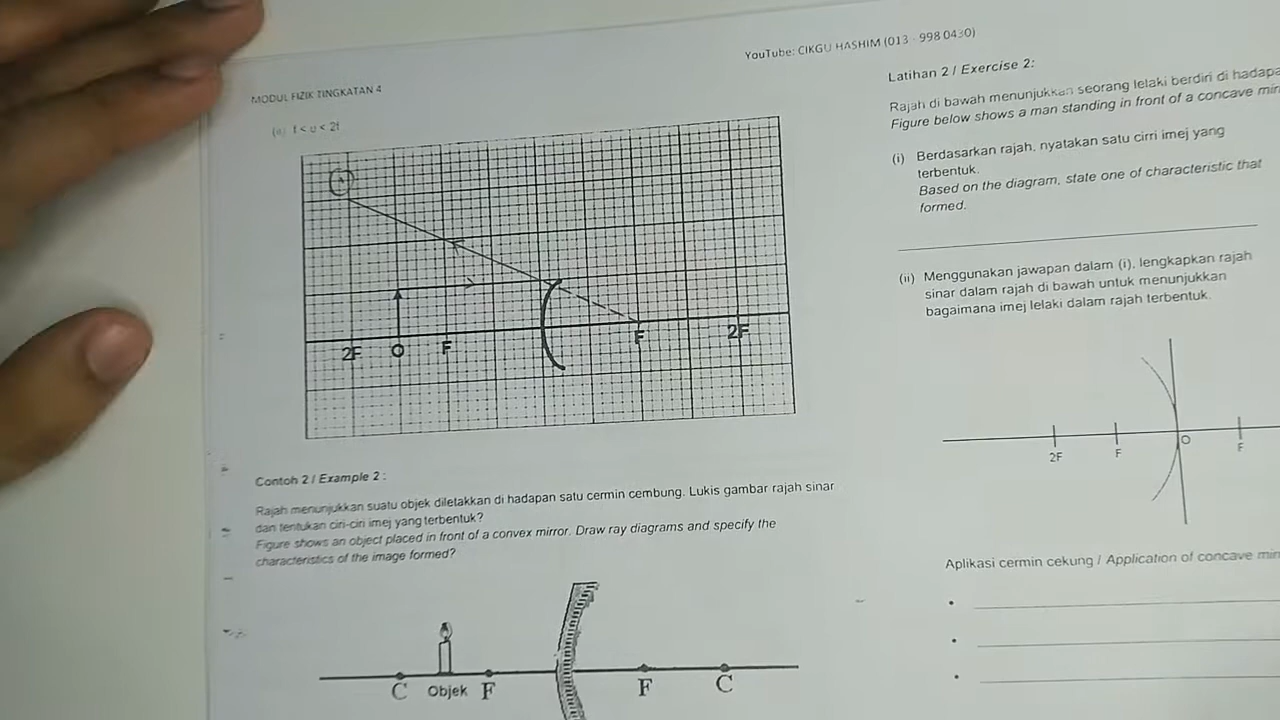 YouTube: CIKGU HASHIM (013 - 998 0430)
MODUL FIZIK TINGKATAN 4
(a) f < u < 2f
2F O F F 2F
Contoh 2 / Example 2 :
Rajah menunjukkan suatu objek diletakkan di hadapan satu cermin cembung. Lukis gambar rajah sinar
dan tentukan ciri-ciri imej yang terbentuk?
Figure shows an object placed in front of a convex mirror. Draw ray diagrams and specify the
characteristics of the image formed?
C Objek F F C
Latihan 2 / Exercise 2:
Rajah di bawah menunjukkan seorang lelaki berdiri di
Figure below shows a man standing in front of a concave
(i) Berdasarkan rajah, nyatakan satu cirri imej yang
terbentuk.
Based on the diagram, state one of characteristic that
formed.
(ii) Menggunakan jawapan dalam (i), lengkapkan rajah
sinar dalam rajah di bawah untuk menunjukkan
bagaimana imej lelaki dalam rajah terbentuk.
2F F O F
Aplikasi cermin cekung / Application of concave